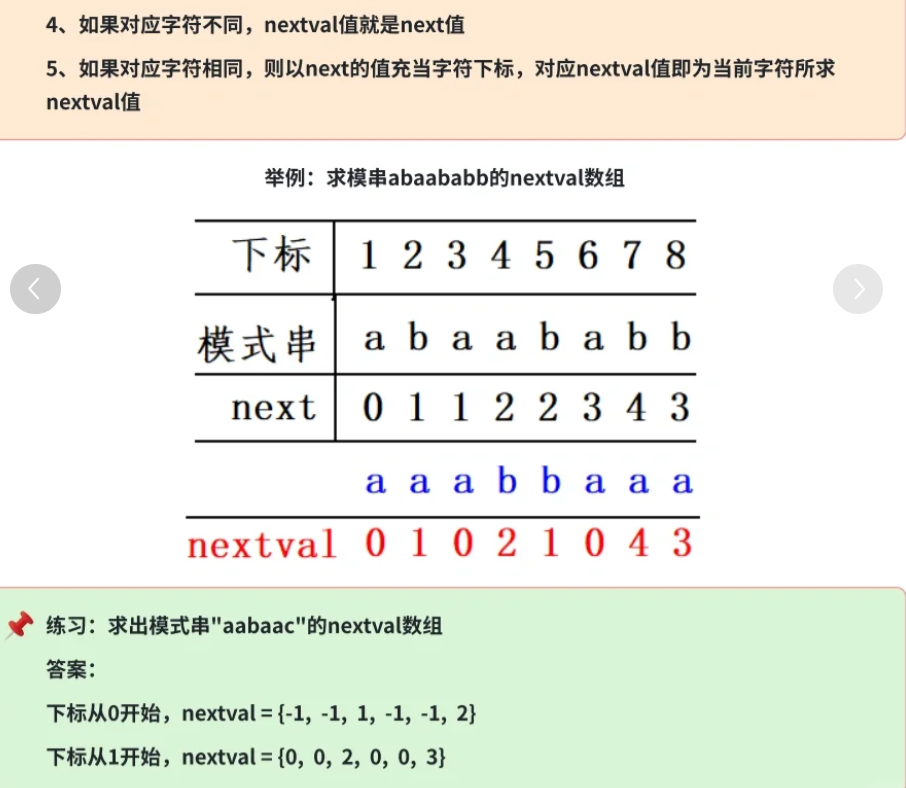 4、如果对应字符不同，nextval值就是next值
5、如果对应字符相同，则以next的值充当字符下标，对应nextval值即为当前字符所求
nextval值
举例：求模串abaababb的nextval数组
下标 1 2 3 4 5 6 7 8
模式串 a b a a b a b b
next 0 1 1 2 2 3 4 3
a a a b b a a a
nextval 0 1 0 2 1 0 4 3
练习：求出模式串"aabaac"的nextval数组
答案：
下标从0开始，nextval = {-1, -1, 1, -1, -1, 2}
下标从1开始，nextval = {0, 0, 2, 0, 0, 3}